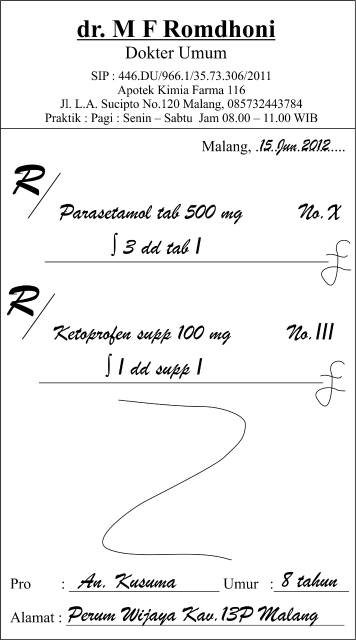 dr. M F Romdhoni
Dokter Umum
SIP : 446.DU/966.1/35.73.306/2011
Apotek Kimia Farma 116
Jl. L.A. Sucipto No.120 Malang, 085732443784
Praktik : Pagi : Senin – Sabtu Jam 08.00 – 11.00 WIB
Malang, 15 Jun 2012
R/
Parasetamol tab 500 mg No. X
∫ 3 dd tab I
R/
Ketoprofen supp 100 mg No. III
∫ I dd supp I
Pro : An. Kusuma Umur : 8 tahun
Alamat : Perum Wijaya Kav. 13P Malang